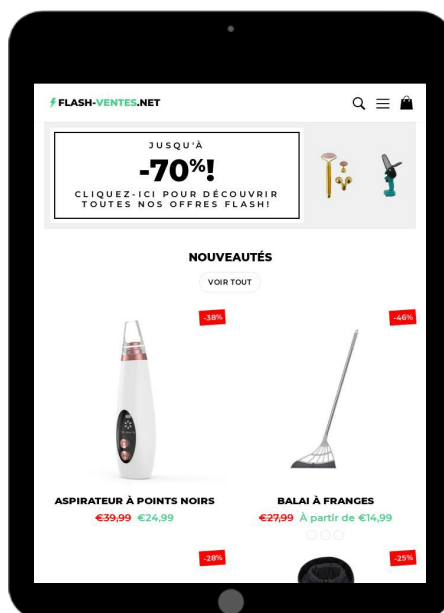 FLASH-VENTES.NET
JUSQU'À
-70%!
CLIQUEZ-ICI POUR DÉCOUVRIR
TOUTES NOS OFFRES FLASH!
NOUVEAUTÉS
VOIR TOUT
-38%
-46%
ASPIRATEUR À POINTS NOIRS
€39,99 €24,99
BALAI À FRANGES
€27,99 À partir de €14,99
-28%
-25%